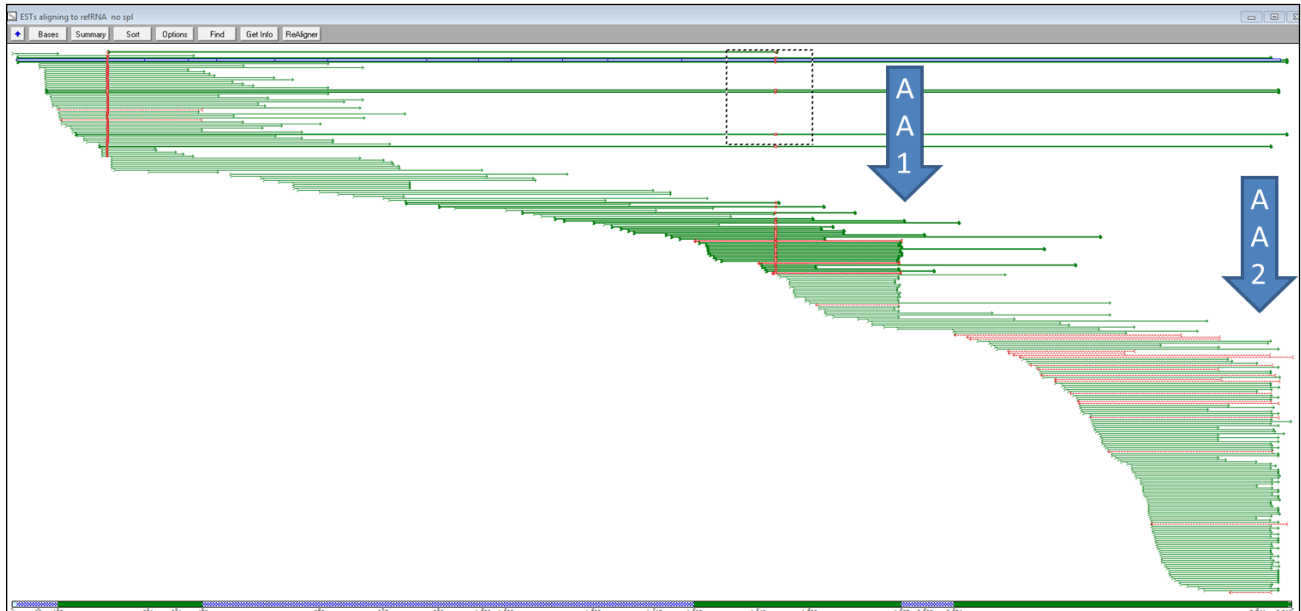 ESTs aligning to refRNA no spl
Bases Summary Sort Options Find Get Info ReAligner
A
A
1
A
A
2